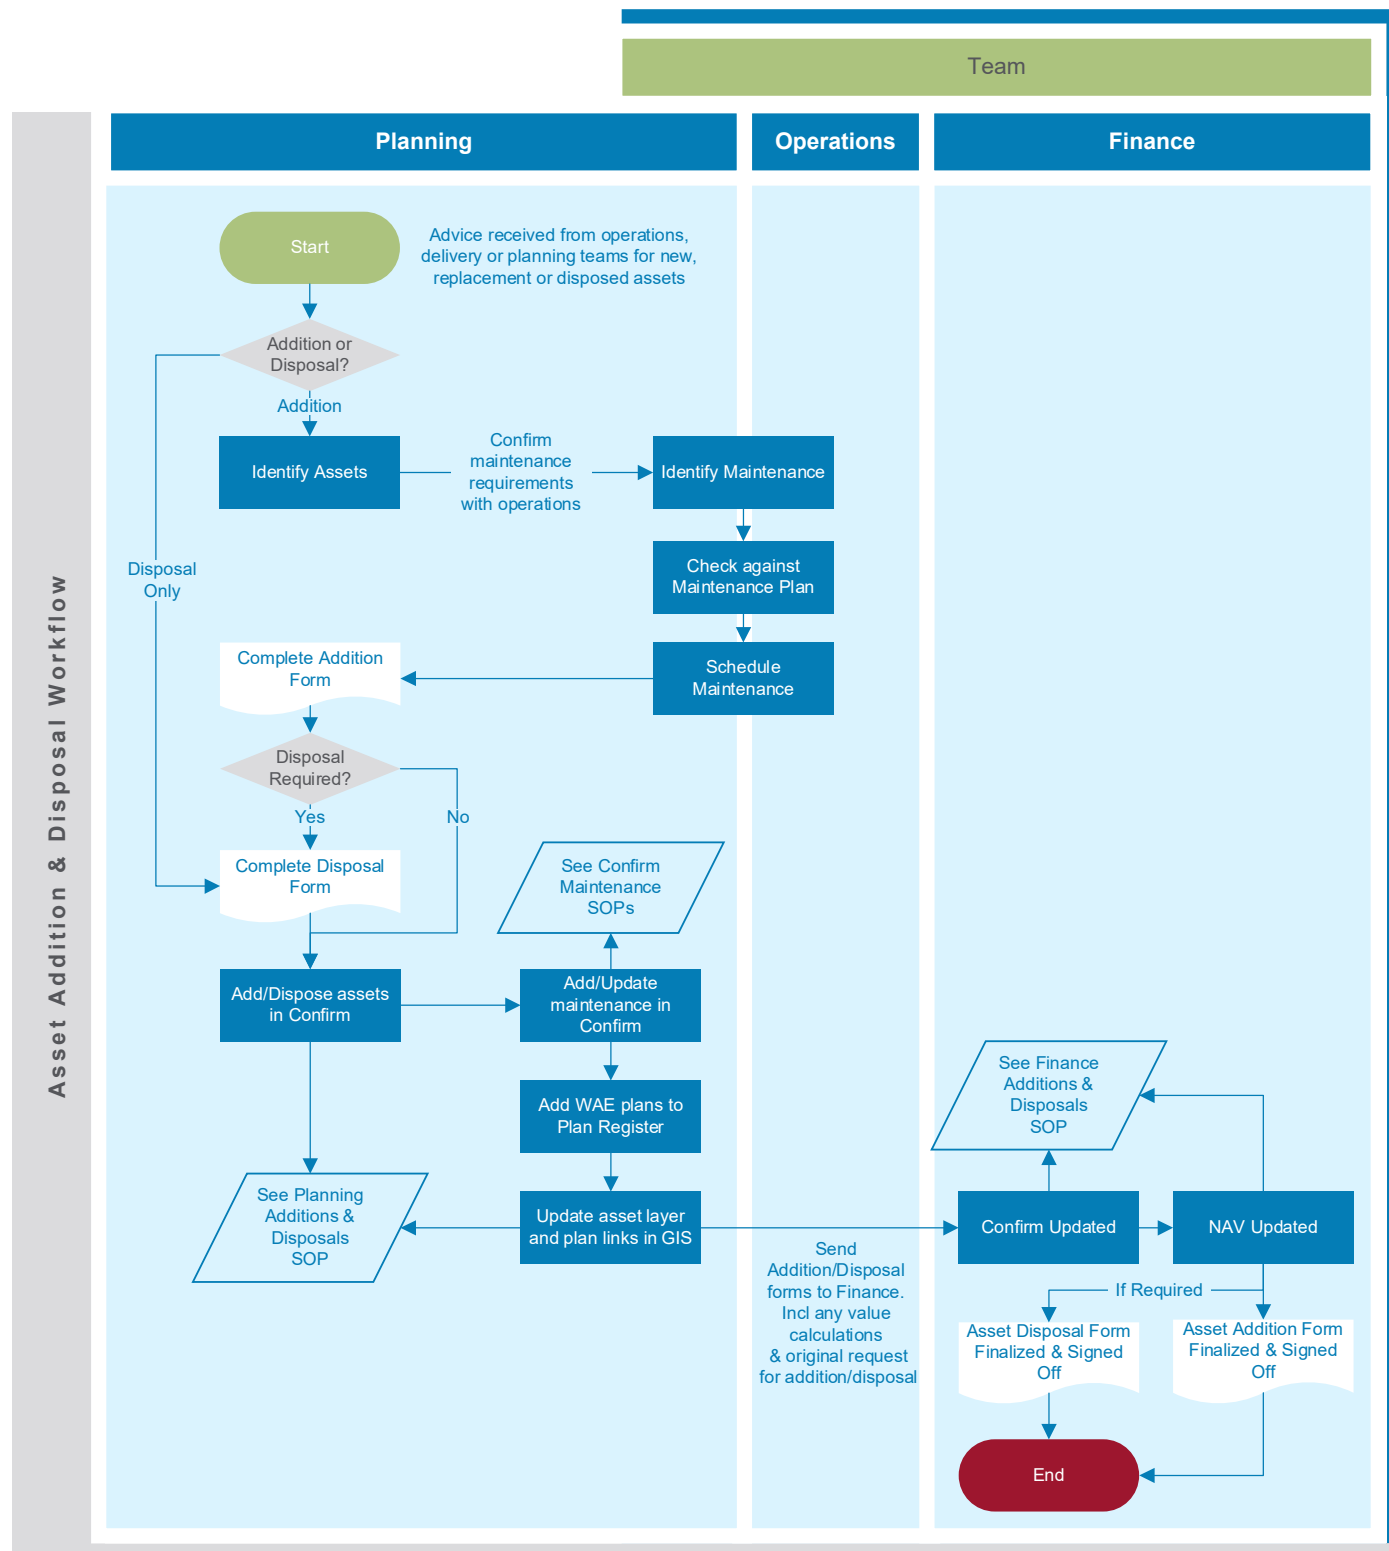 Team
Planning
Operations
Finance
Asset Addition & Disposal Workflow
Start
Advice received from operations,
delivery or planning teams for new,
replacement or disposed assets
Addition or
Disposal?
Addition
Identify Assets
Confirm
maintenance
requirements
with operations
Identify Maintenance
Check against
Maintenance Plan
Disposal
Only
Schedule
Maintenance
Complete Addition
Form
Disposal
Required?
Yes
No
Complete Disposal
Form
See Confirm
Maintenance
SOPs
Add/Dispose assets
in Confirm
Add/Update
maintenance in
Confirm
Add WAE plans to
Plan Register
See Planning
Additions &
Disposals
SOP
Update asset layer
and plan links in GIS
Send
Addition/Disposal
forms to Finance.
Incl any value
calculations
& original request
for addition/disposal
See Finance
Additions &
Disposals
SOP
Confirm Updated
NAV Updated
If Required
Asset Disposal Form
Finalized & Signed
Off
Asset Addition Form
Finalized & Signed
Off
End